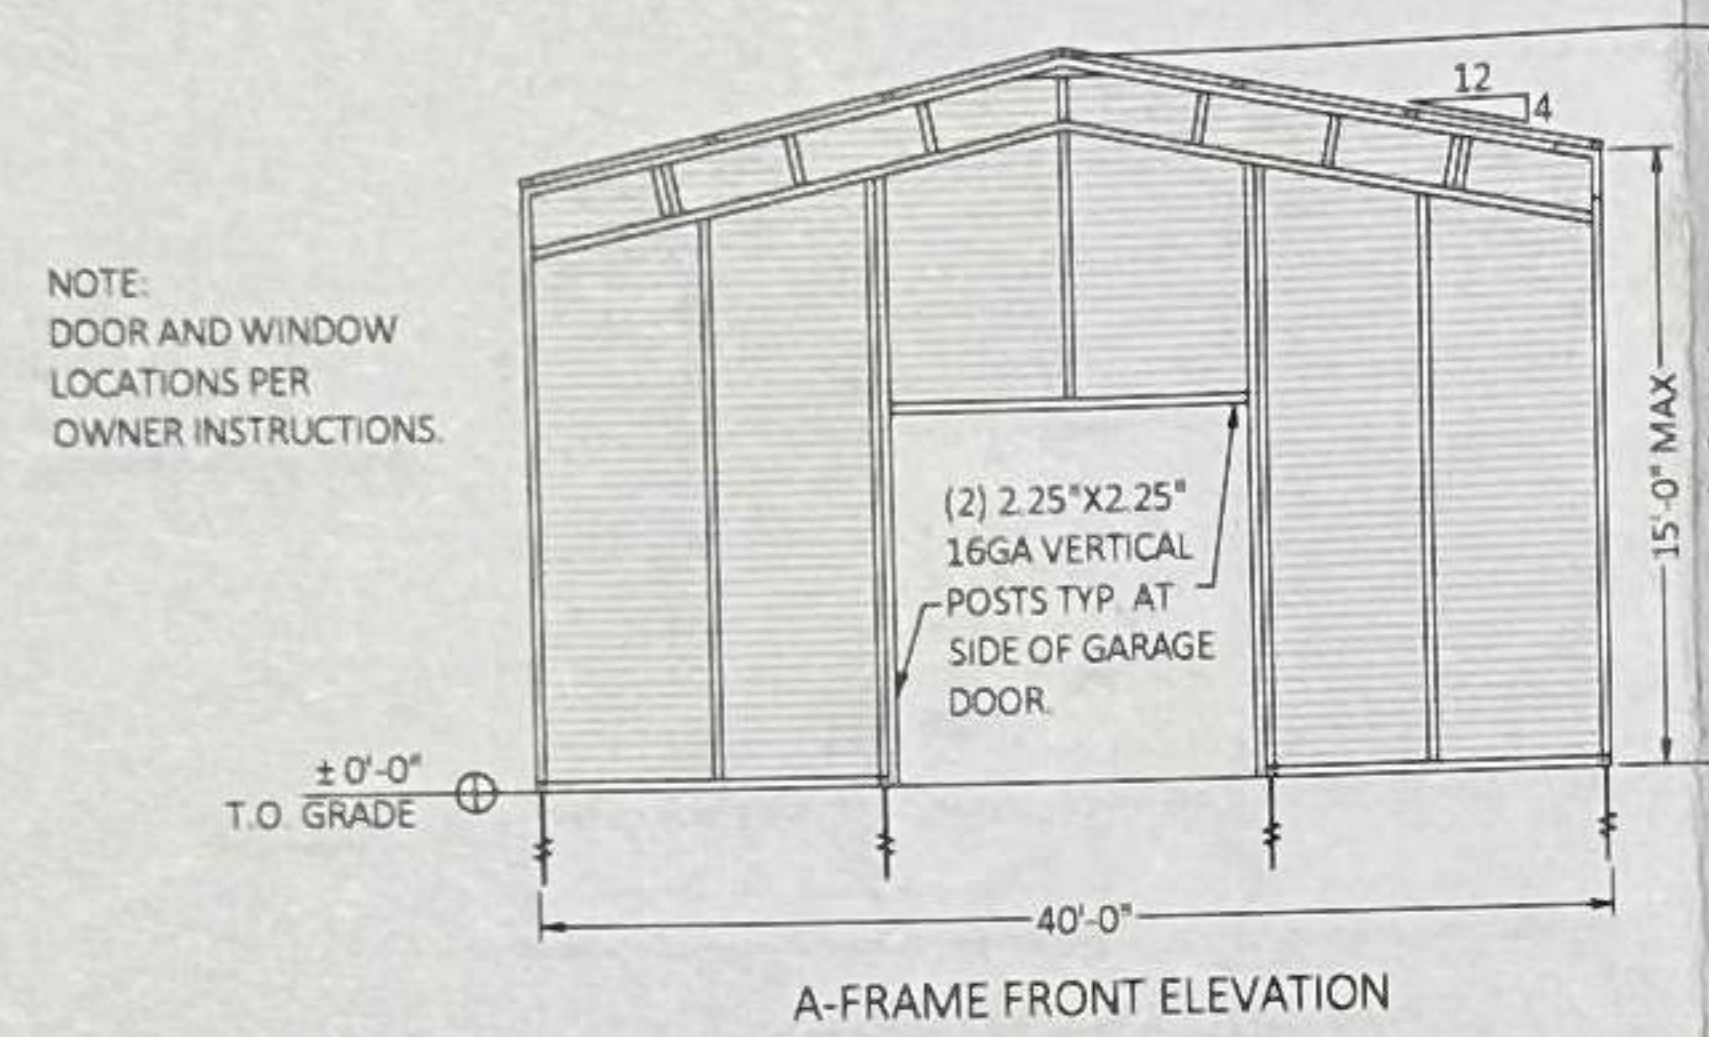 12
4
NOTE:
DOOR AND WINDOW
LOCATIONS PER
OWNER INSTRUCTIONS.
15'-0" MAX
(2) 2.25"X2.25"
16GA VERTICAL
POSTS TYP. AT
SIDE OF GARAGE
DOOR.
±0'-0"
T.O. GRADE
40'-0"
A-FRAME FRONT ELEVATION